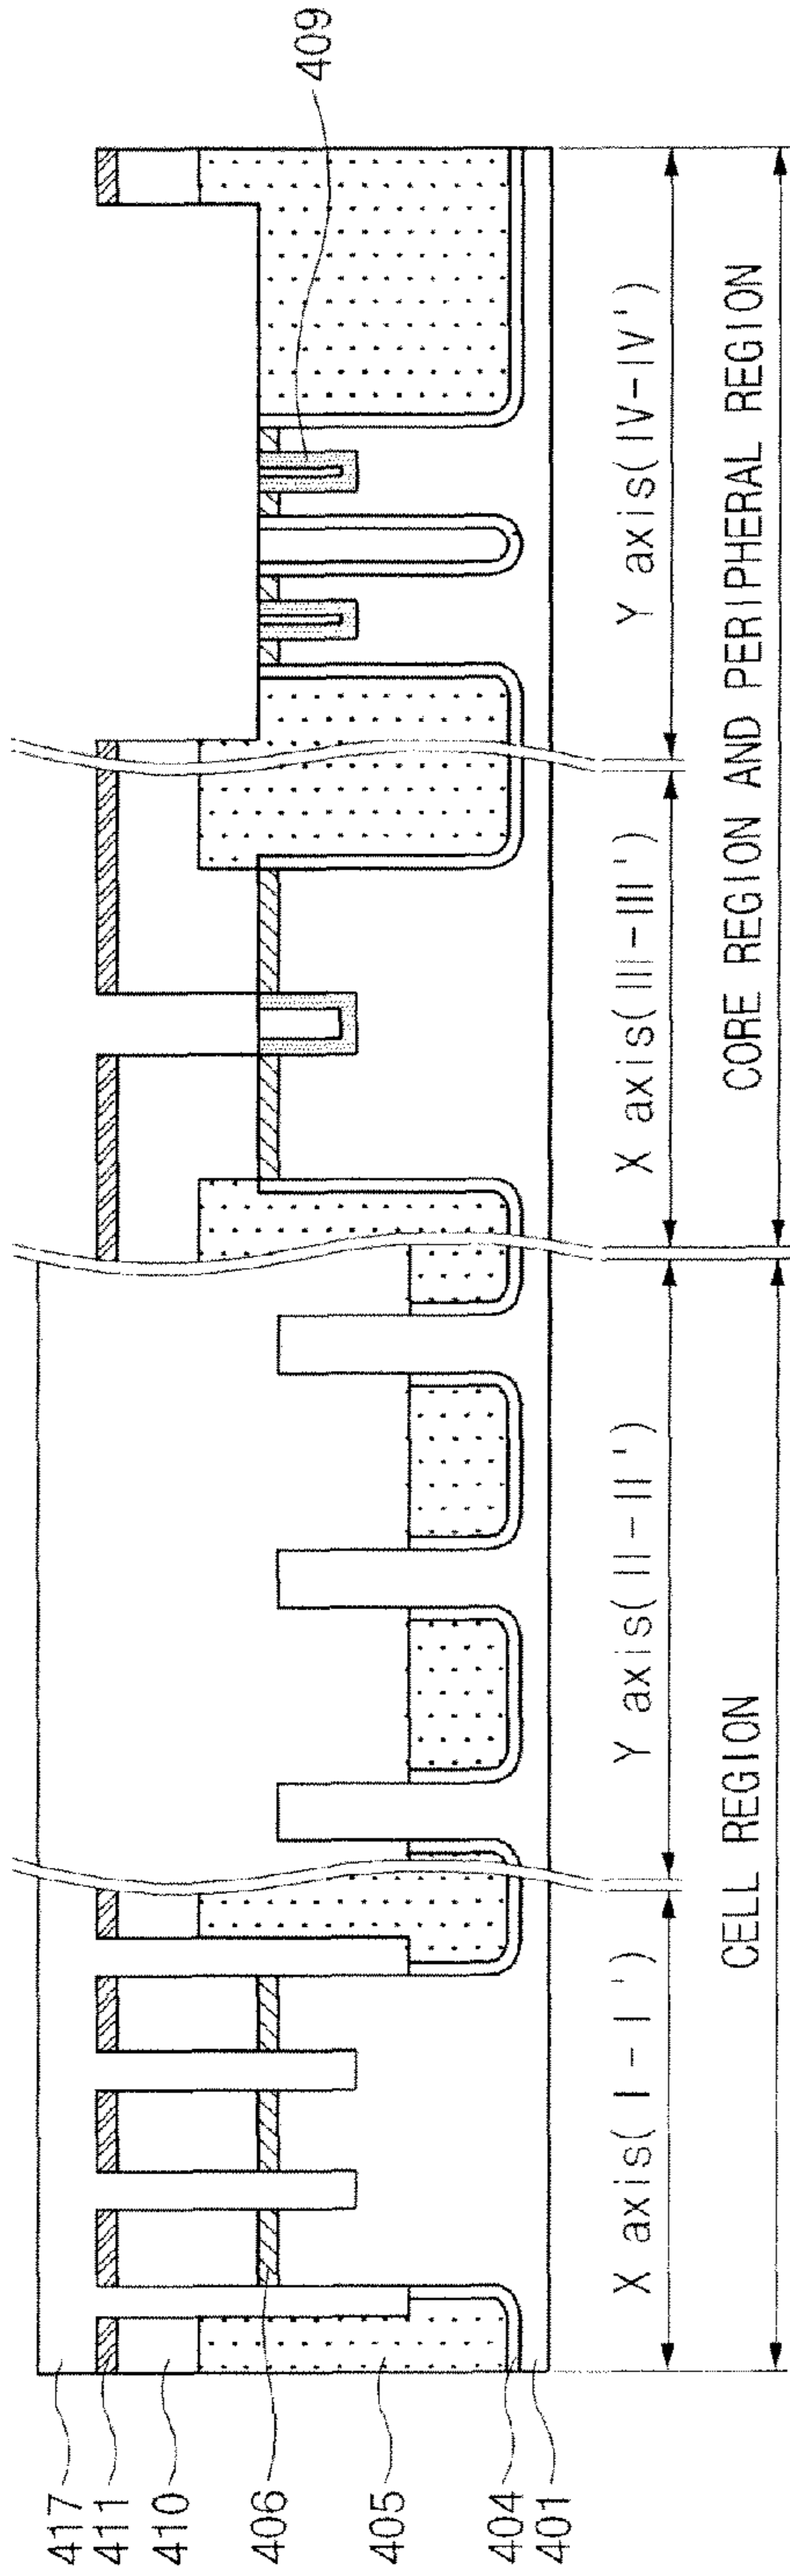 409
417
411
410
406
405
404
401
X axis(I-I')
Y axis(II-II')
X axis(III-III')
Y axis(IV-IV')
CELL REGION
CORE REGION AND PERIPHERAL REGION